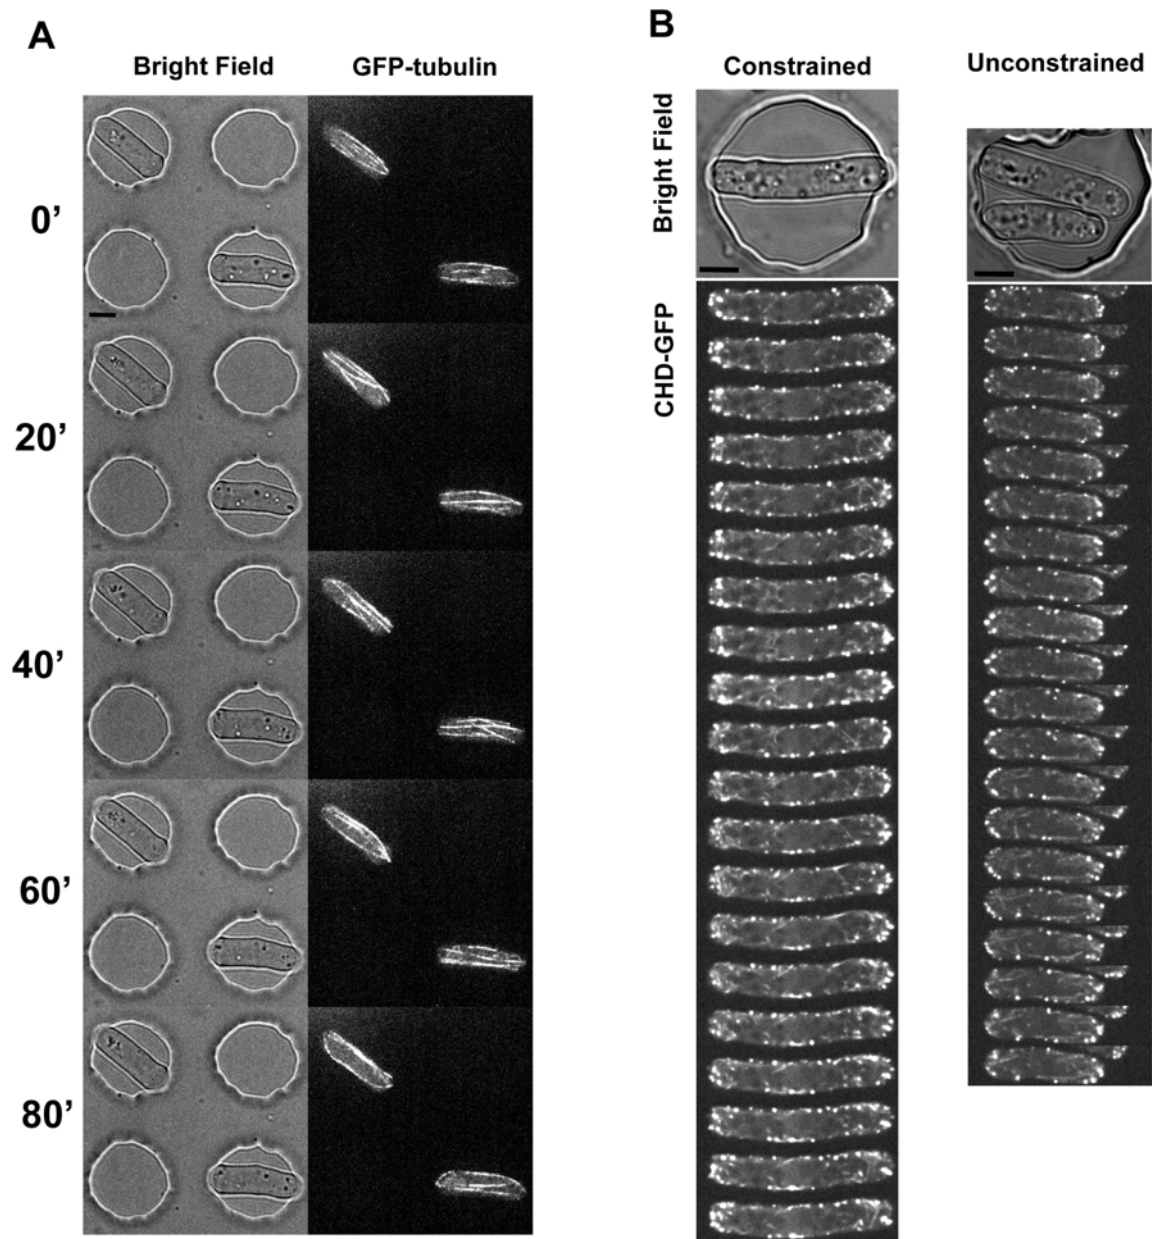 A
Bright Field
GFP-tubulin
0’
20’
40’
60’
80’
B
Constrained
Unconstrained
Bright Field
CHD-GFP